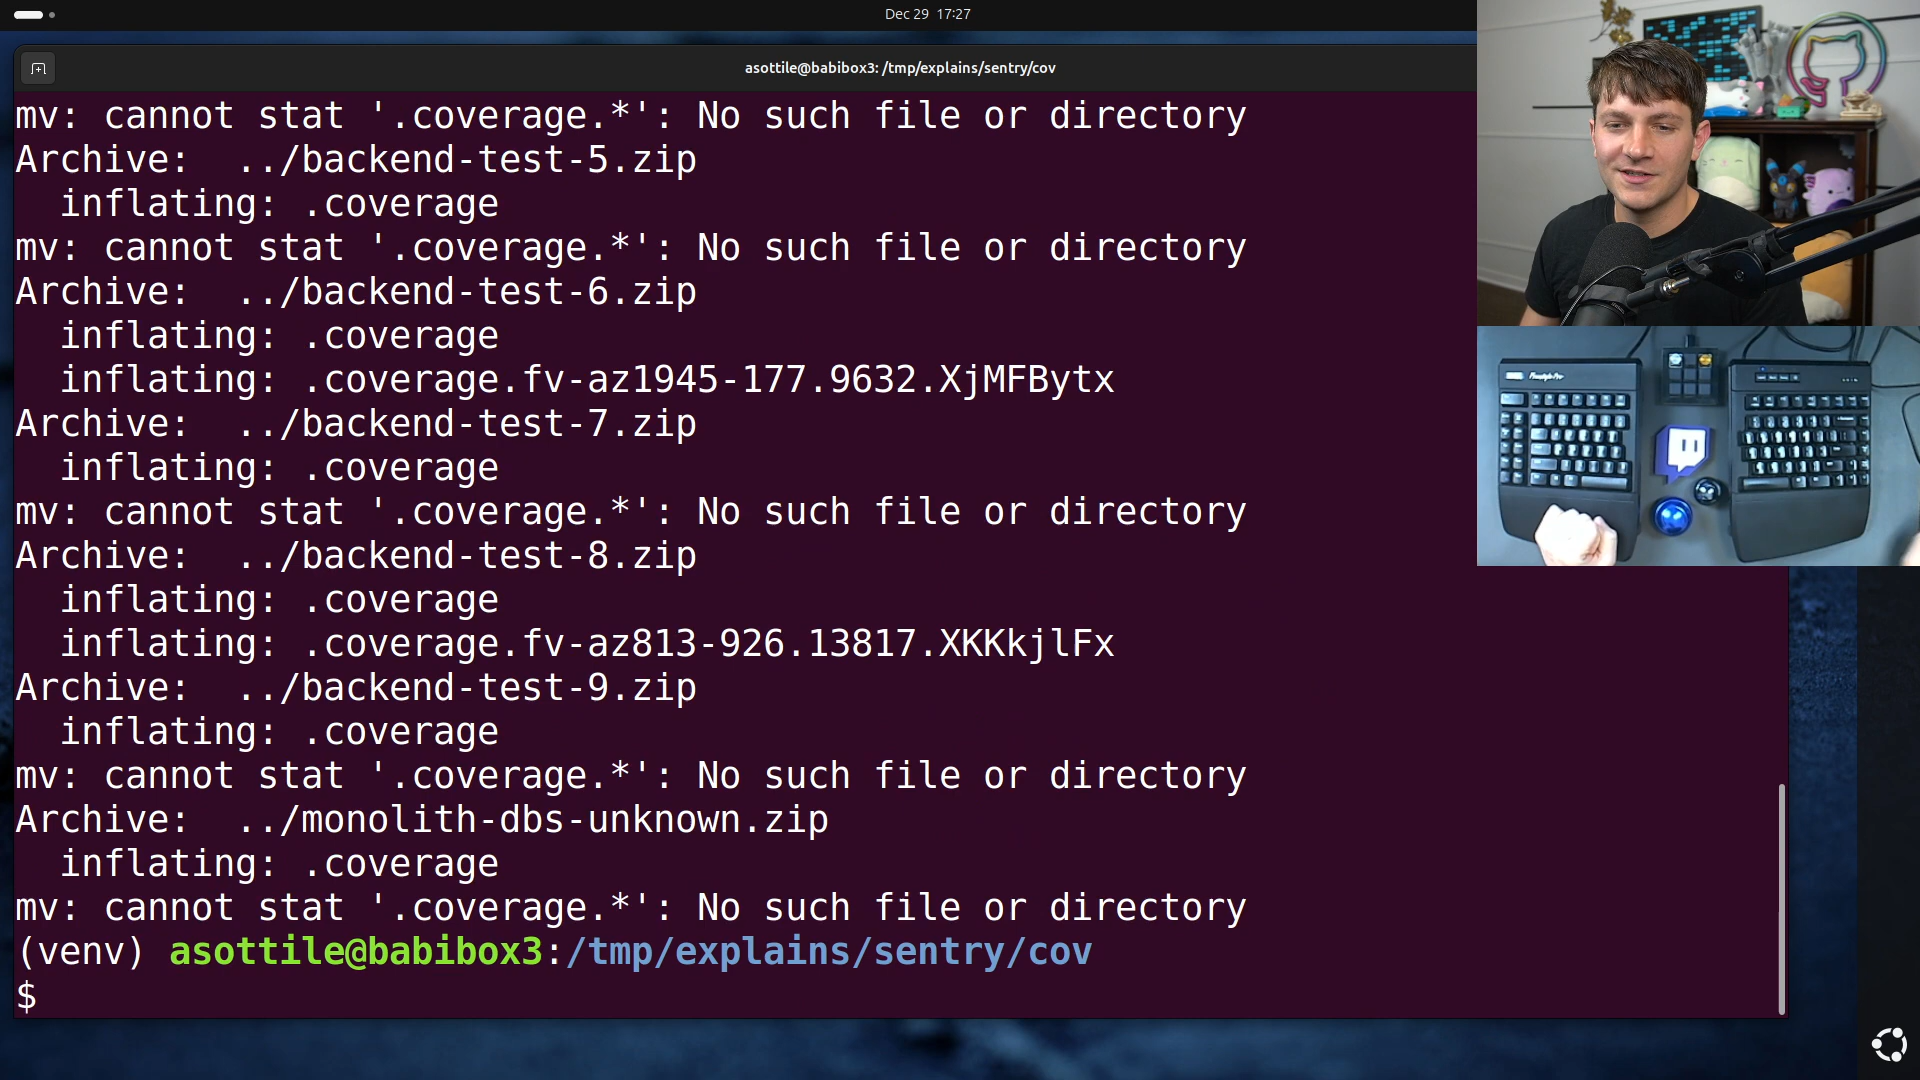 Dec 29 17:27
asottile@babibox3: /tmp/explains/sentry/cov
mv: cannot stat '.coverage.*': No such file or directory
Archive:  ../backend-test-5.zip
  inflating: .coverage
mv: cannot stat '.coverage.*': No such file or directory
Archive:  ../backend-test-6.zip
  inflating: .coverage
  inflating: .coverage.fv-az1945-177.9632.XjMFBytx
Archive:  ../backend-test-7.zip
  inflating: .coverage
mv: cannot stat '.coverage.*': No such file or directory
Archive:  ../backend-test-8.zip
  inflating: .coverage
  inflating: .coverage.fv-az813-926.13817.XKKkjlFx
Archive:  ../backend-test-9.zip
  inflating: .coverage
mv: cannot stat '.coverage.*': No such file or directory
Archive:  ../monolith-dbs-unknown.zip
  inflating: .coverage
mv: cannot stat '.coverage.*': No such file or directory
(venv) asottile@babibox3:/tmp/explains/sentry/cov
$